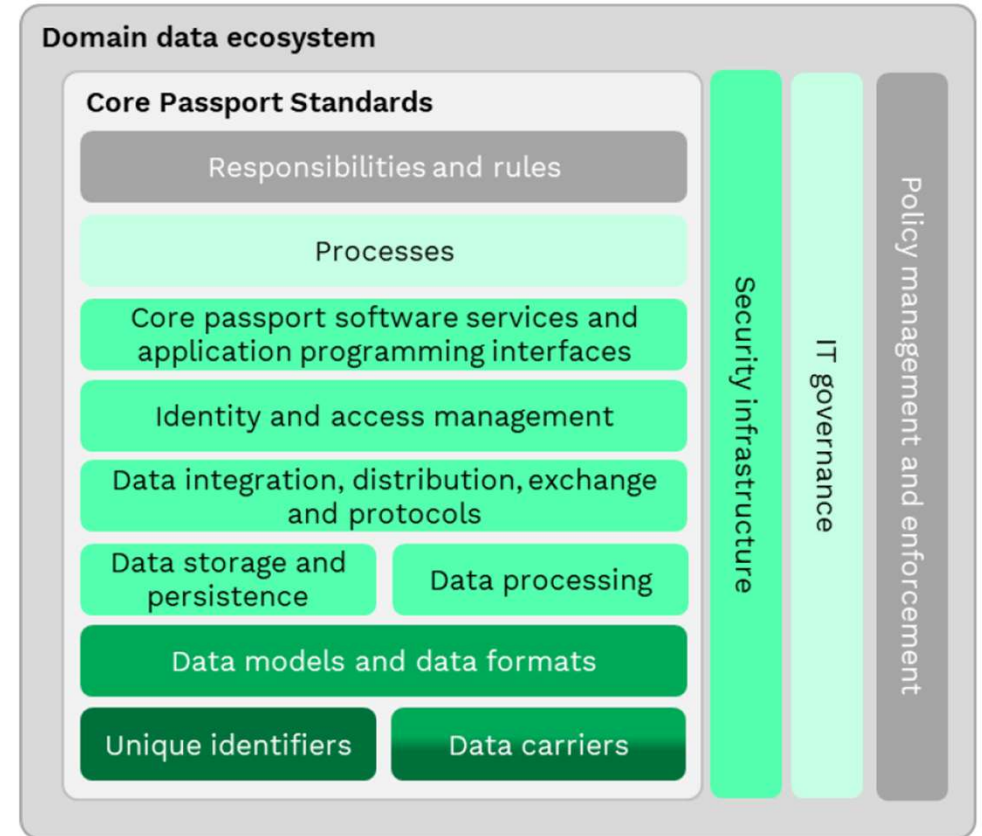 Domain data ecosystem
Core Passport Standards
Responsibilities and rules
Processes
Core passport software services and
application programming interfaces
Identity and access management
Data integration, distribution, exchange
and protocols
Data storage and
persistence
Data processing
Data models and data formats
Unique identifiers
Data carriers
Security infrastructure
IT governance
Policy management and enforcement